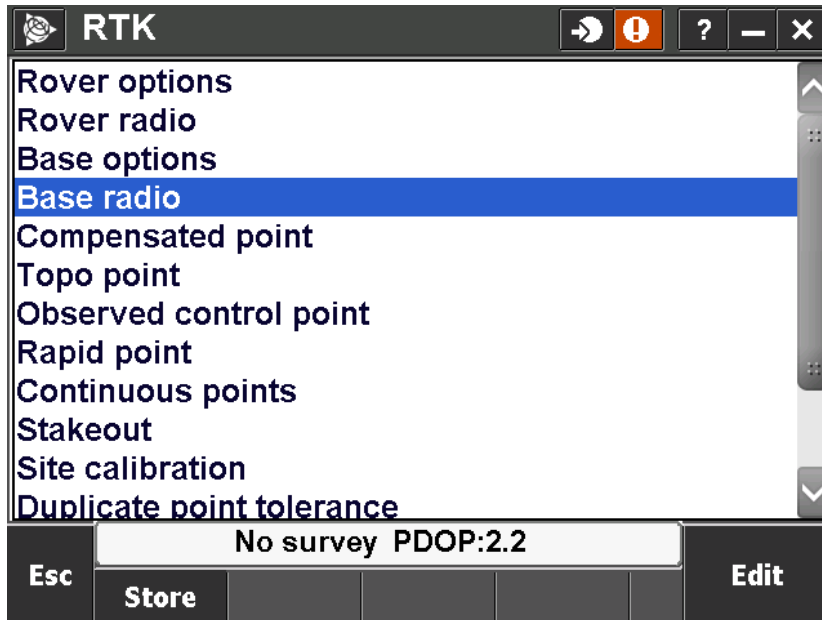 RTK
?
Rover options
Rover radio
Base options
Base radio
Compensated point
Topo point
Observed control point
Rapid point
Continuous points
Stakeout
Site calibration
Duplicate point tolerance
No survey PDOP:2.2
Esc
Store
Edit